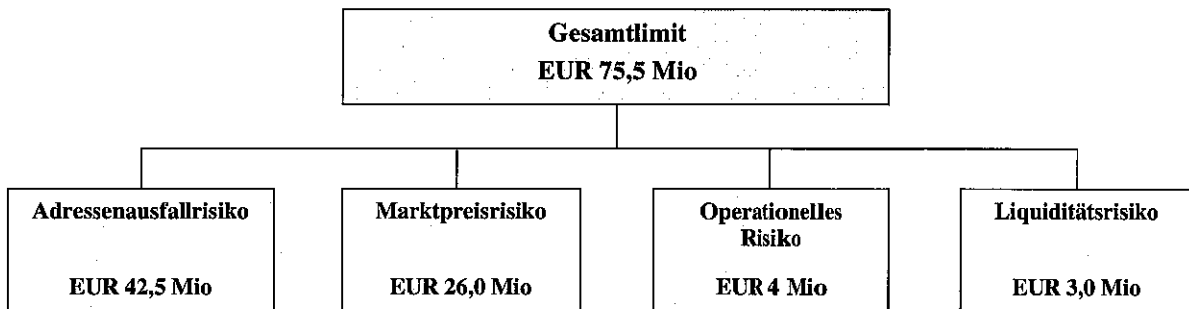 Gesamtlimit
EUR 75,5 Mio
Adressenausfallrisiko
EUR 42,5 Mio
Marktpreisrisiko
EUR 26,0 Mio
Operationelles
Risiko
EUR 4 Mio
Liquiditätsrisiko
EUR 3,0 Mio